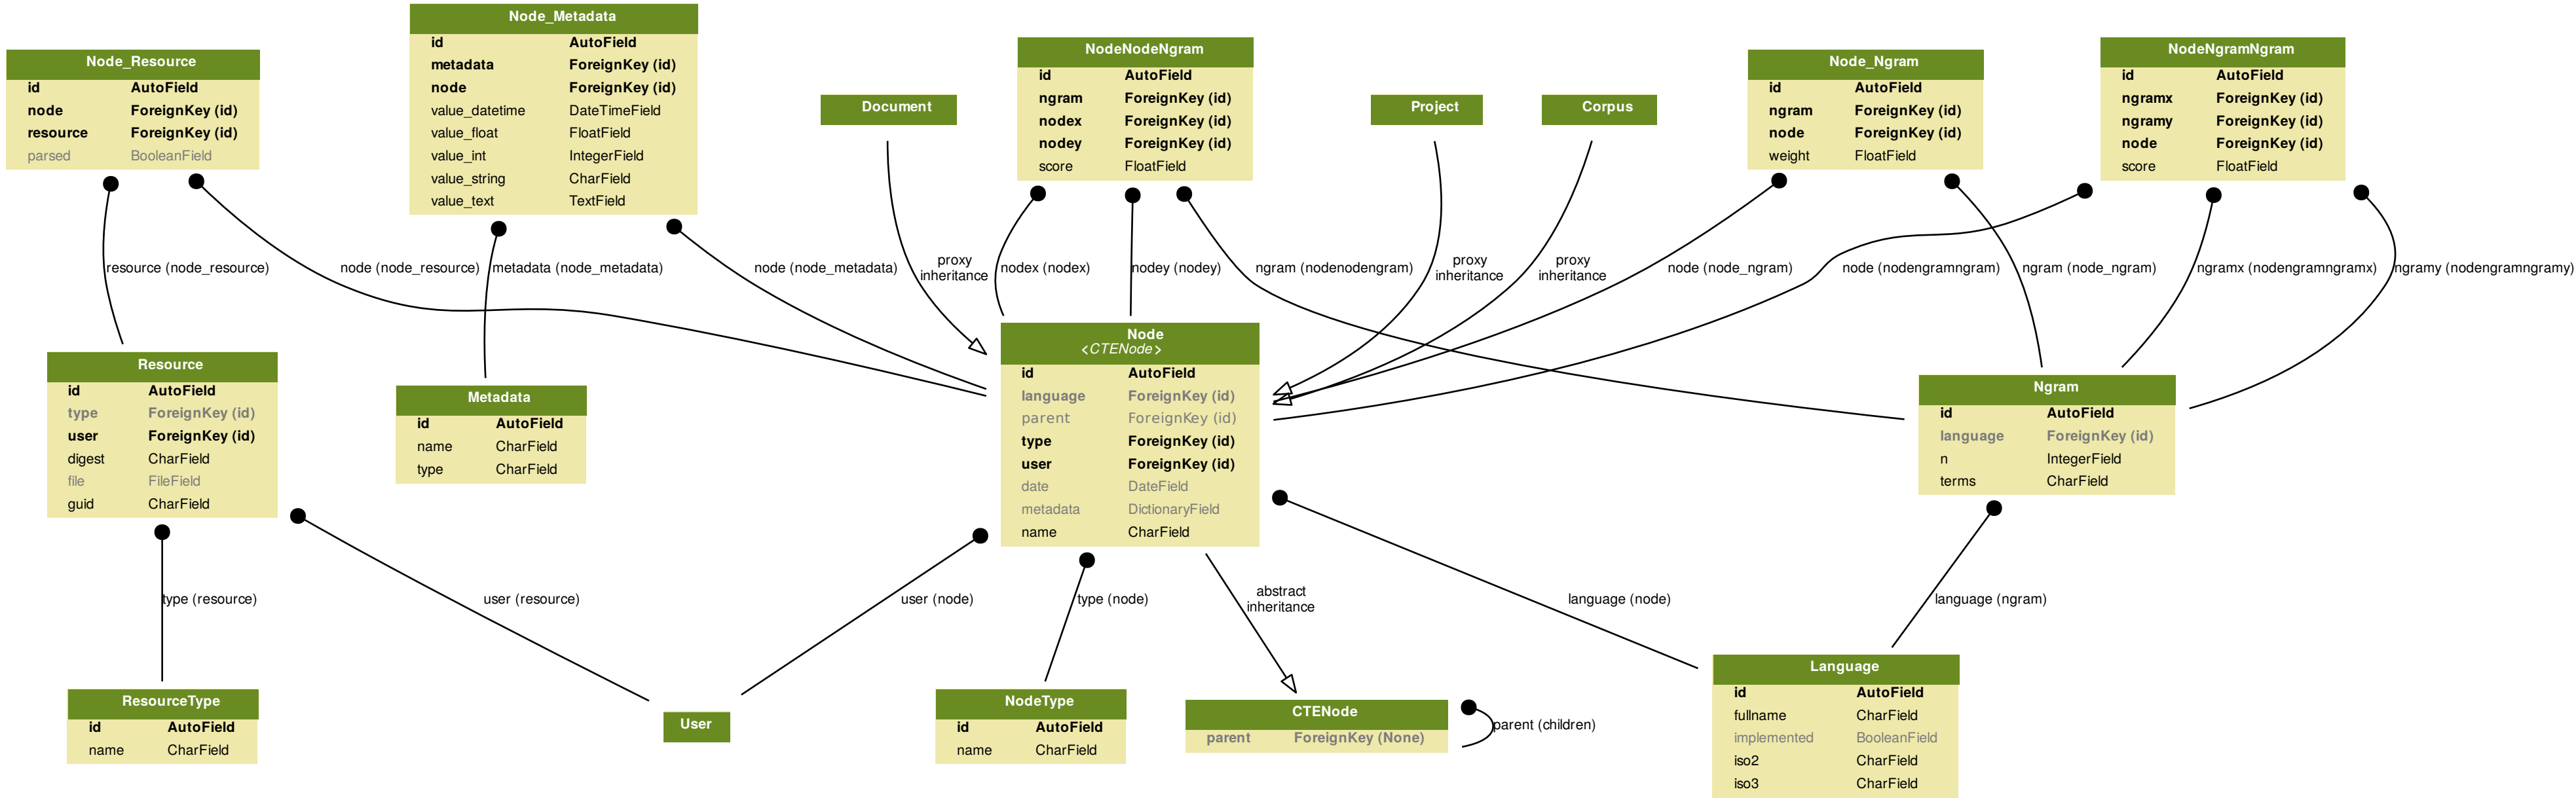 Node_Resource
id AutoField
node ForeignKey (id)
resource ForeignKey (id)
parsed BooleanField
Node_Metadata
id AutoField
metadata ForeignKey (id)
node ForeignKey (id)
value_datetime DateTimeField
value_float FloatField
value_int IntegerField
value_string CharField
value_text TextField
Document
NodeNodeNgram
id AutoField
ngram ForeignKey (id)
nodex ForeignKey (id)
nodey ForeignKey (id)
score FloatField
Project
Corpus
Node_Ngram
id AutoField
ngram ForeignKey (id)
node ForeignKey (id)
weight FloatField
NodeNgramNgram
id AutoField
ngramx ForeignKey (id)
ngramy ForeignKey (id)
node ForeignKey (id)
score FloatField
resource (node_resource)
node (node_resource)
metadata (node_metadata)
node (node_metadata)
proxy
inheritance
nodex (nodex)
nodey (nodey)
ngram (nodenodengram)
proxy
inheritance
proxy
inheritance
node (node_ngram)
node (nodengramngram)
ngram (node_ngram)
ngramx (nodengramngramx)
ngramy (nodengramngramy)
Resource
id AutoField
type ForeignKey (id)
user ForeignKey (id)
digest CharField
file FileField
guid CharField
Metadata
id AutoField
name CharField
type CharField
Node
<CTENode>
id AutoField
language ForeignKey (id)
parent ForeignKey (id)
type ForeignKey (id)
user ForeignKey (id)
date DateField
metadata DictionaryField
name CharField
Ngram
id AutoField
language ForeignKey (id)
n IntegerField
terms CharField
type (resource)
user (resource)
user (node)
type (node)
abstract
inheritance
language (node)
language (ngram)
ResourceType
id AutoField
name CharField
User
NodeType
id AutoField
name CharField
CTENode
parent ForeignKey (None)
parent (children)
Language
id AutoField
fullname CharField
implemented BooleanField
iso2 CharField
iso3 CharField